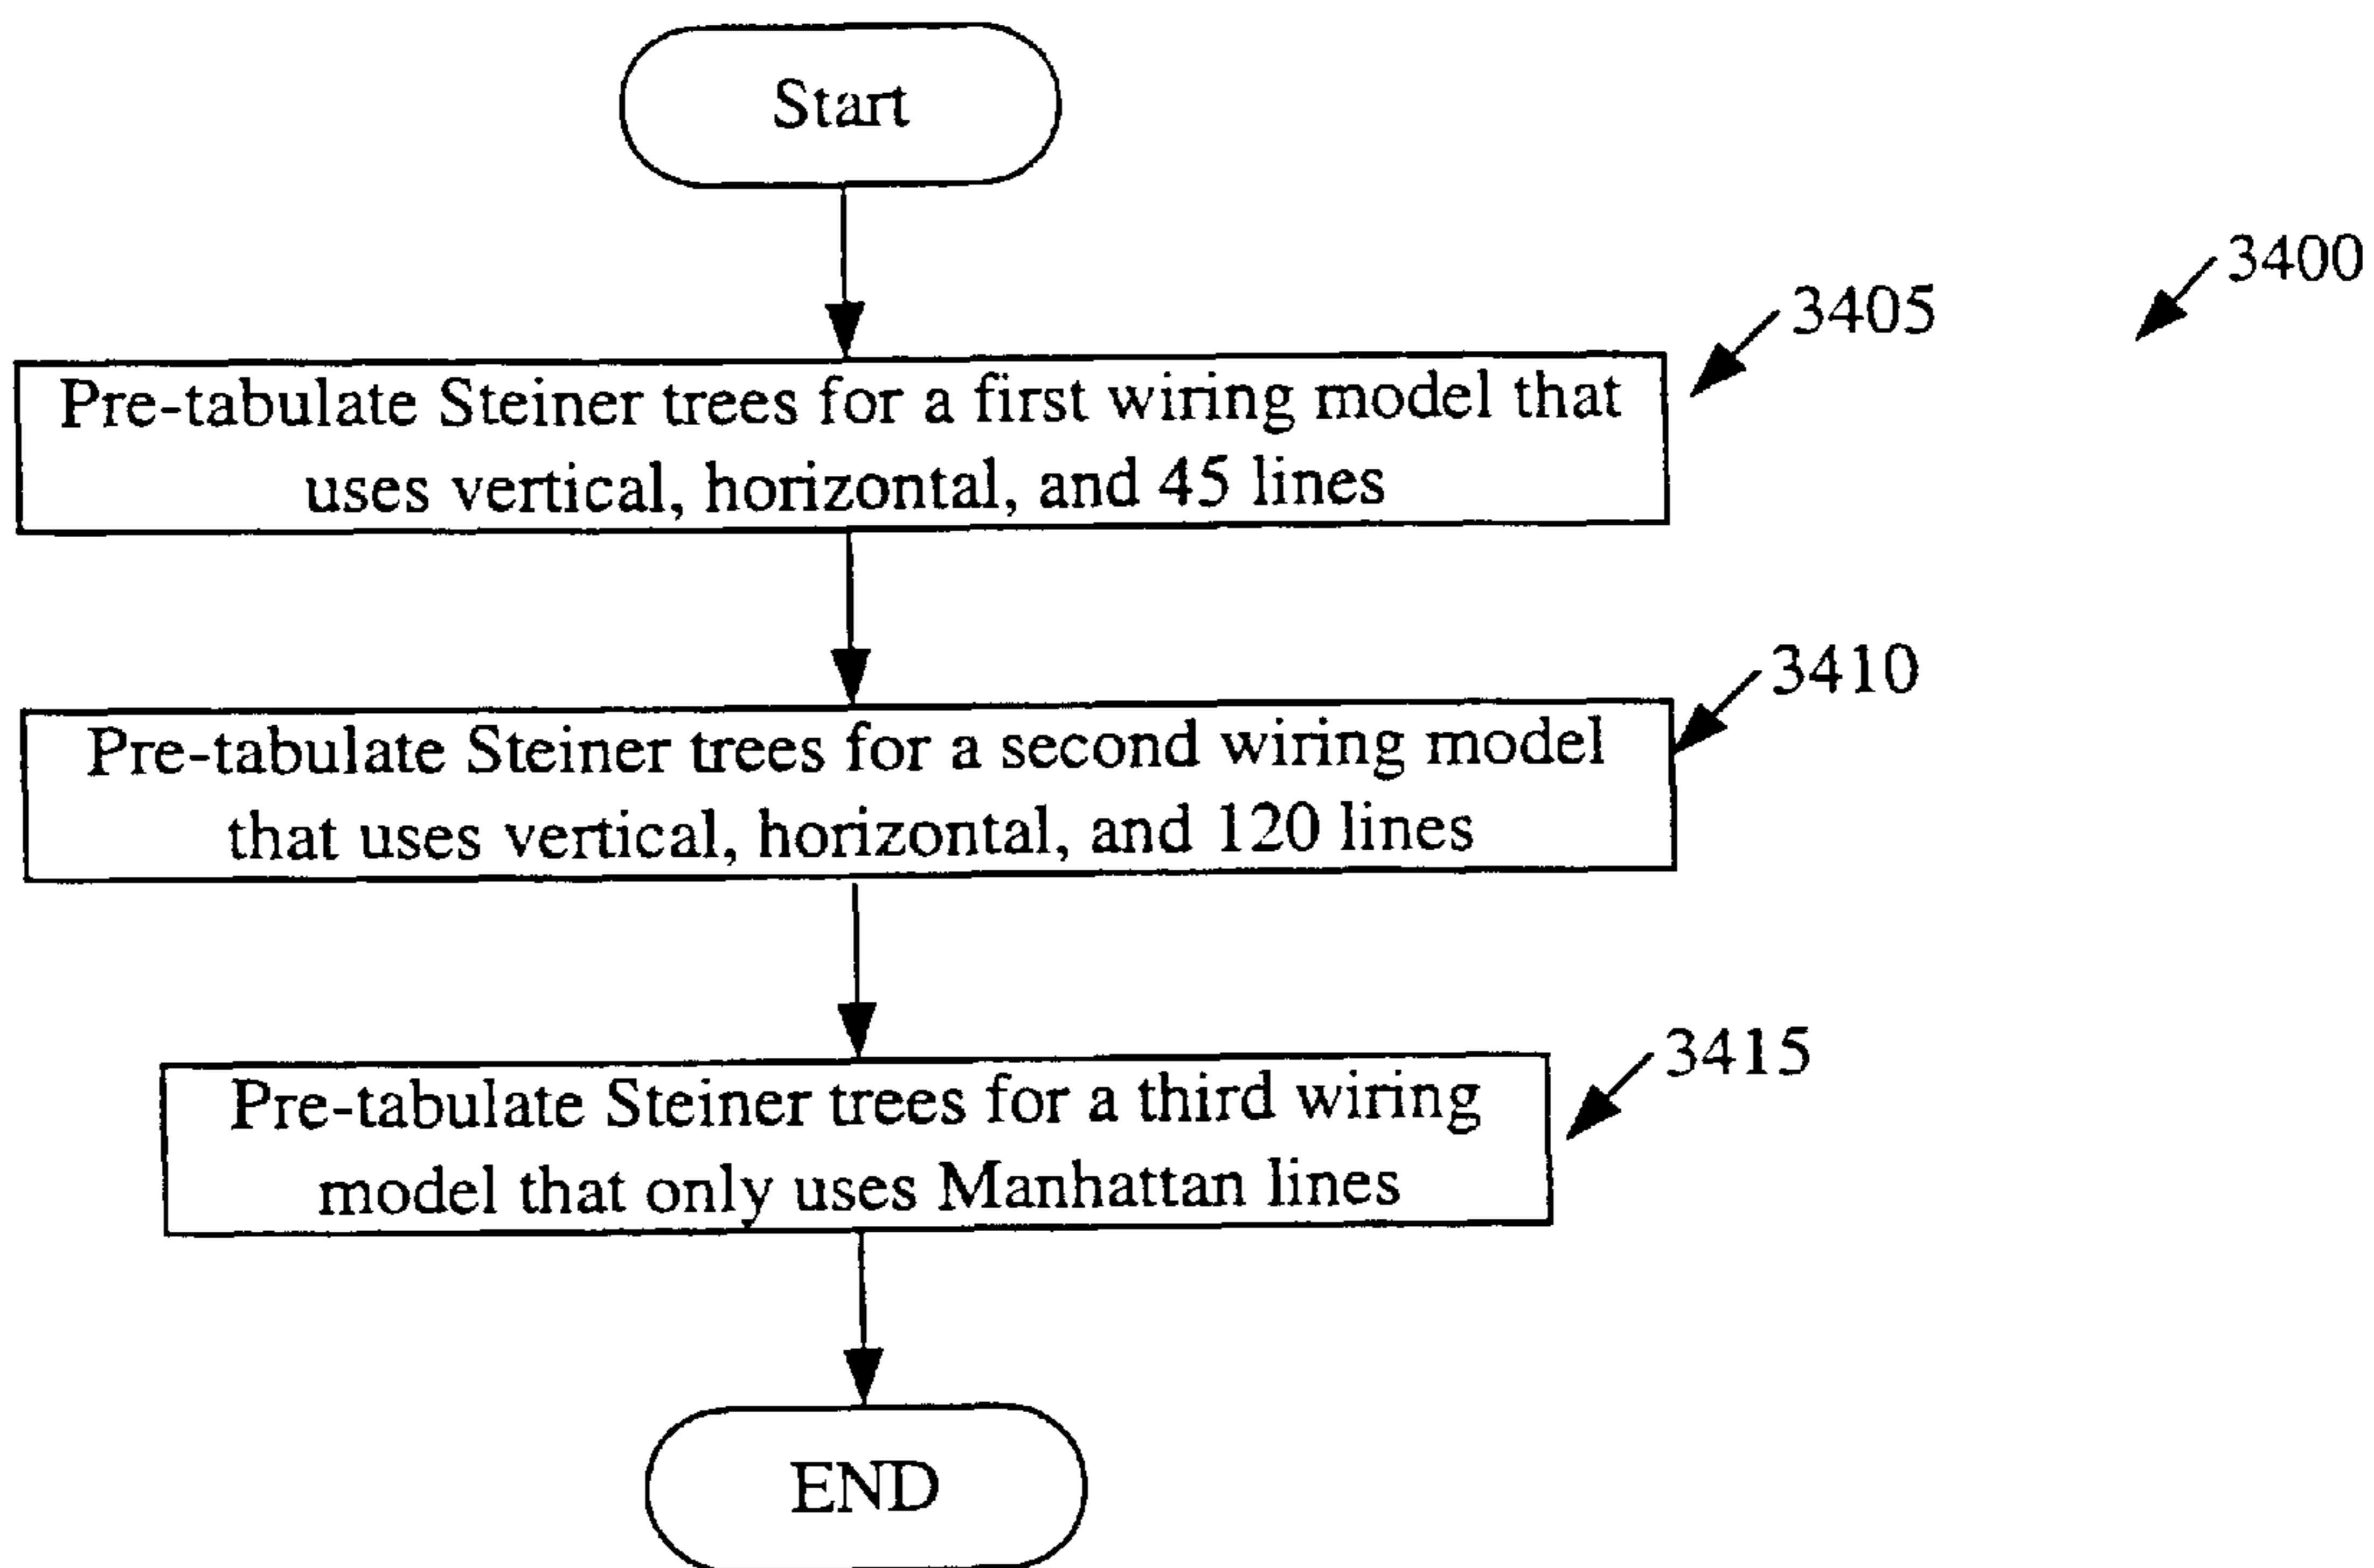 Start
3400
3405
Pre-tabulate Steiner trees for a first wiring model that
uses vertical, horizontal, and 45 lines
3410
Pre-tabulate Steiner trees for a second wiring model
that uses vertical, horizontal, and 120 lines
3415
Pre-tabulate Steiner trees for a third wiring
model that only uses Manhattan lines
END